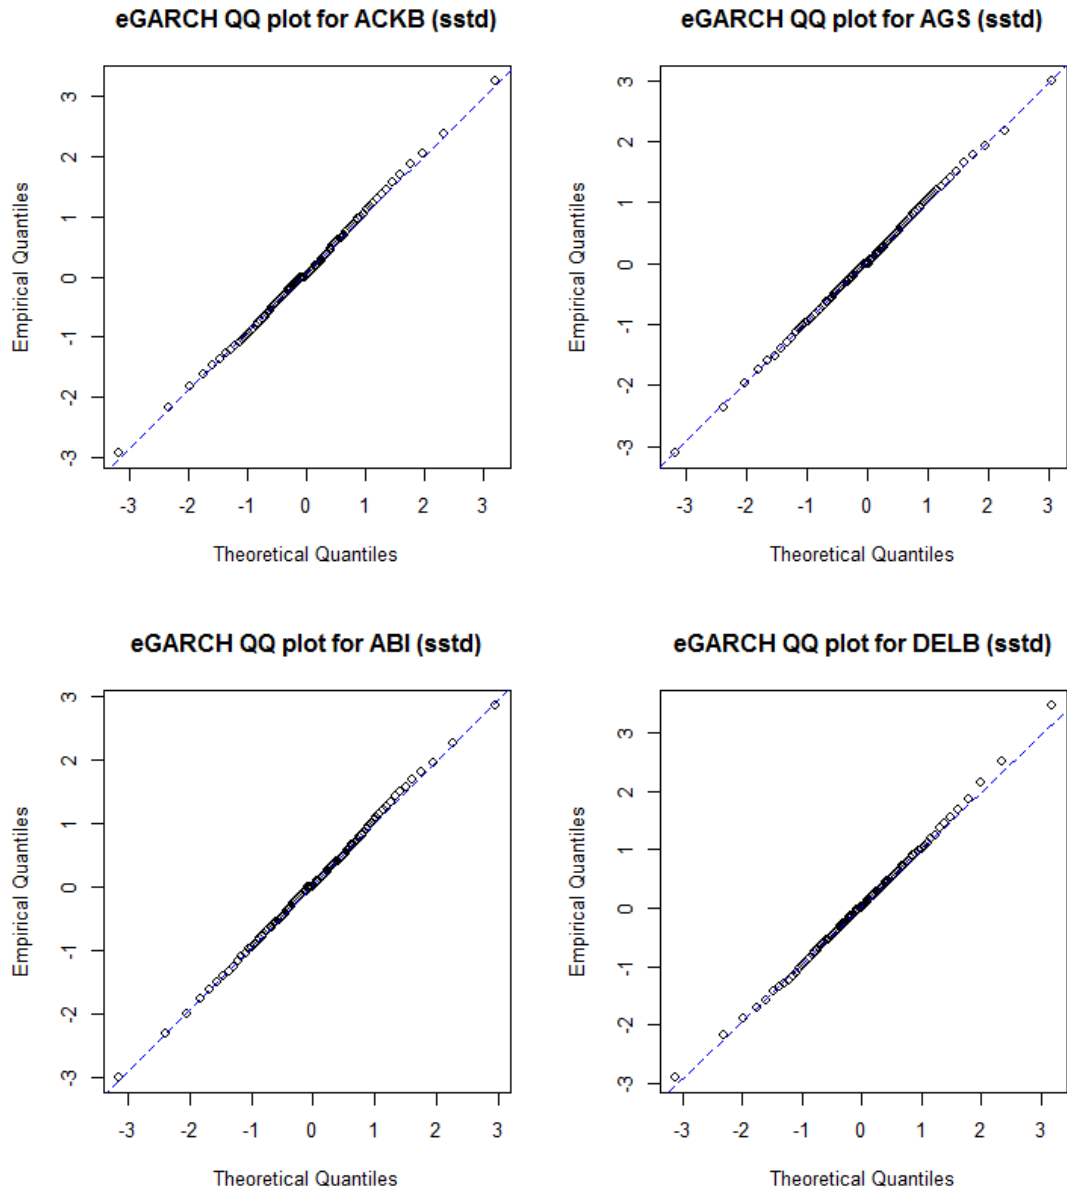 eGARCH QQ plot for ACKB (sstd)
Empirical Quantiles
3
2
1
0
-1
-2
-3
-3 -2 -1 0 1 2 3
Theoretical Quantiles
eGARCH QQ plot for AGS (sstd)
Empirical Quantiles
3
2
1
0
-1
-2
-3
-3 -2 -1 0 1 2 3
Theoretical Quantiles
eGARCH QQ plot for ABI (sstd)
Empirical Quantiles
3
2
1
0
-1
-2
-3
-3 -2 -1 0 1 2 3
Theoretical Quantiles
eGARCH QQ plot for DELB (sstd)
Empirical Quantiles
3
2
1
0
-1
-2
-3
-3 -2 -1 0 1 2 3
Theoretical Quantiles